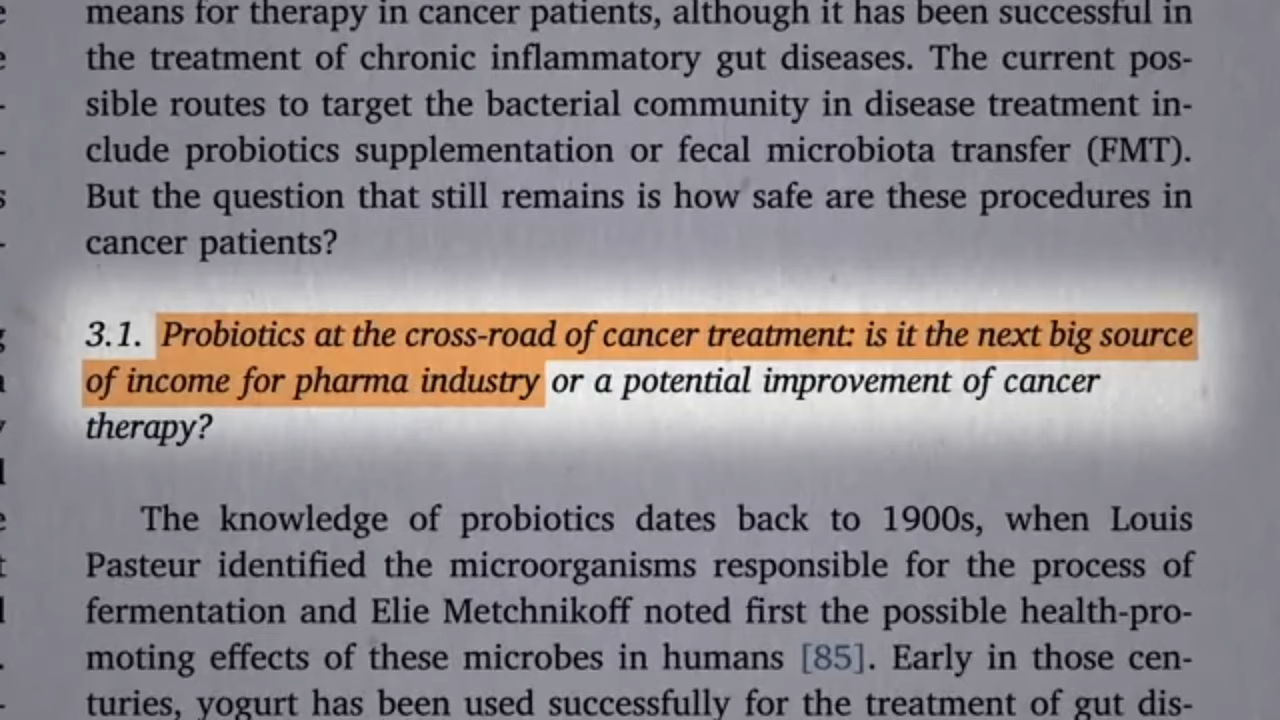 means for therapy in cancer patients, although it has been successful in
the treatment of chronic inflammatory gut diseases. The current pos-
sible routes to target the bacterial community in disease treatment in-
clude probiotics supplementation or fecal microbiota transfer (FMT).
But the question that still remains is how safe are these procedures in
cancer patients?
3.1. Probiotics at the cross-road of cancer treatment: is it the next big source
of income for pharma industry or a potential improvement of cancer
therapy?
The knowledge of probiotics dates back to 1900s, when Louis
Pasteur identified the microorganisms responsible for the process of
fermentation and Elie Metchnikoff noted first the possible health-pro-
moting effects of these microbes in humans [85]. Early in those cen-
turies, yogurt has been used successfully for the treatment of gut dis-